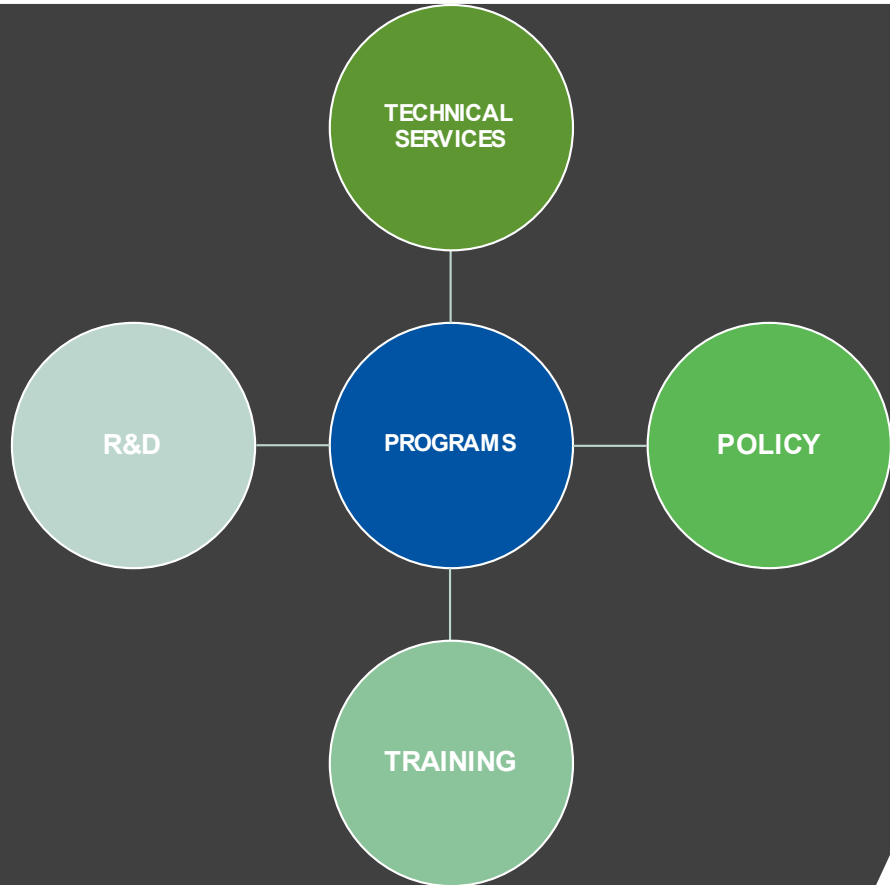 TECHNICAL
SERVICES
R&D
PROGRAMS
POLICY
TRAINING